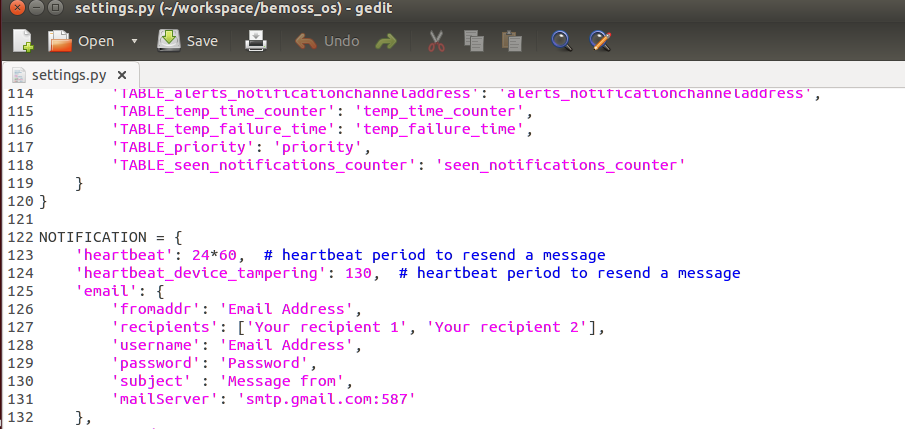 settings.py (~/workspace/bemoss_os) - gedit
Open Save Undo
settings.py ×
114 'TABLE_alerts_notificationchanneladdress': 'alerts_notificationchanneladdress',
115 'TABLE_temp_time_counter': 'temp_time_counter',
116 'TABLE_temp_failure_time': 'temp_failure_time',
117 'TABLE_priority': 'priority',
118 'TABLE_seen_notifications_counter': 'seen_notifications_counter'
119 }
120 }
121
122 NOTIFICATION = {
123 'heartbeat': 24*60, # heartbeat period to resend a message
124 'heartbeat_device_tampering': 130, # heartbeat period to resend a message
125 'email': {
126 'fromaddr': 'Email Address',
127 'recipients': ['Your recipient 1', 'Your recipient 2'],
128 'username': 'Email Address',
129 'password': 'Password',
130 'subject' : 'Message from',
131 'mailServer': 'smtp.gmail.com:587'
132 },